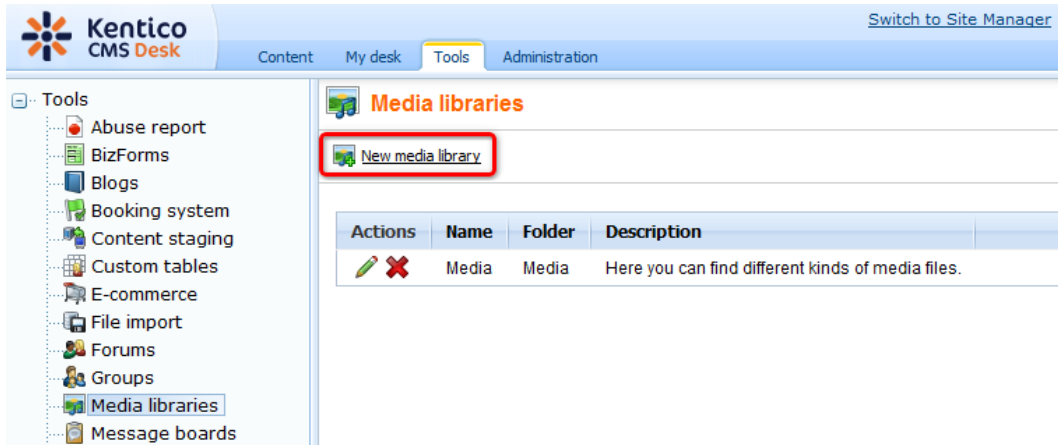 Kentico
CMS Desk
Switch to Site Manager
Content My desk Tools Administration
Tools
Abuse report
BizForms
Blogs
Booking system
Content staging
Custom tables
E-commerce
File import
Forums
Groups
Media libraries
Message boards
Media libraries
New media library
Actions Name Folder Description
Media Media Here you can find different kinds of media files.